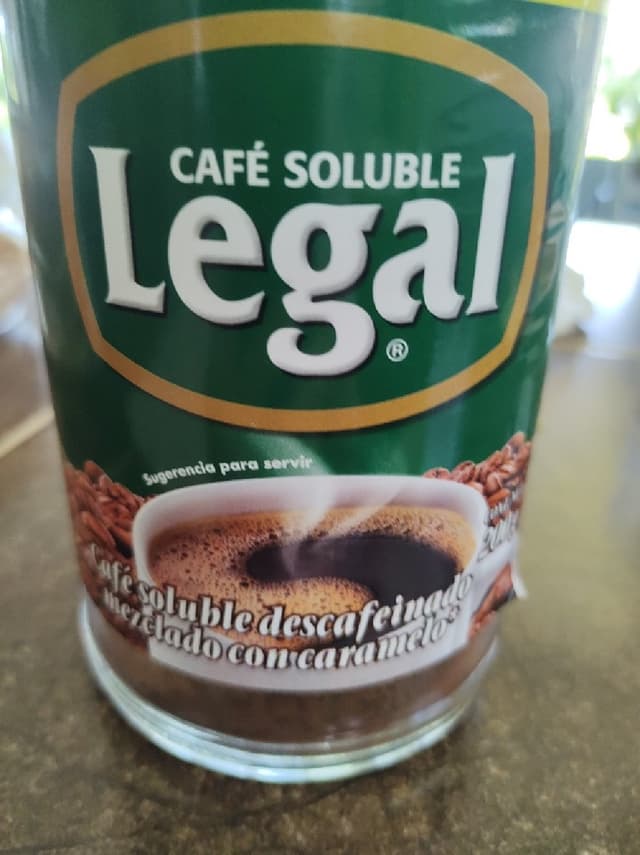 CAFÉ SOLUBLE
Legal
®
Sugerencia para servir
Café soluble descafeinado
mezclado con caramelo